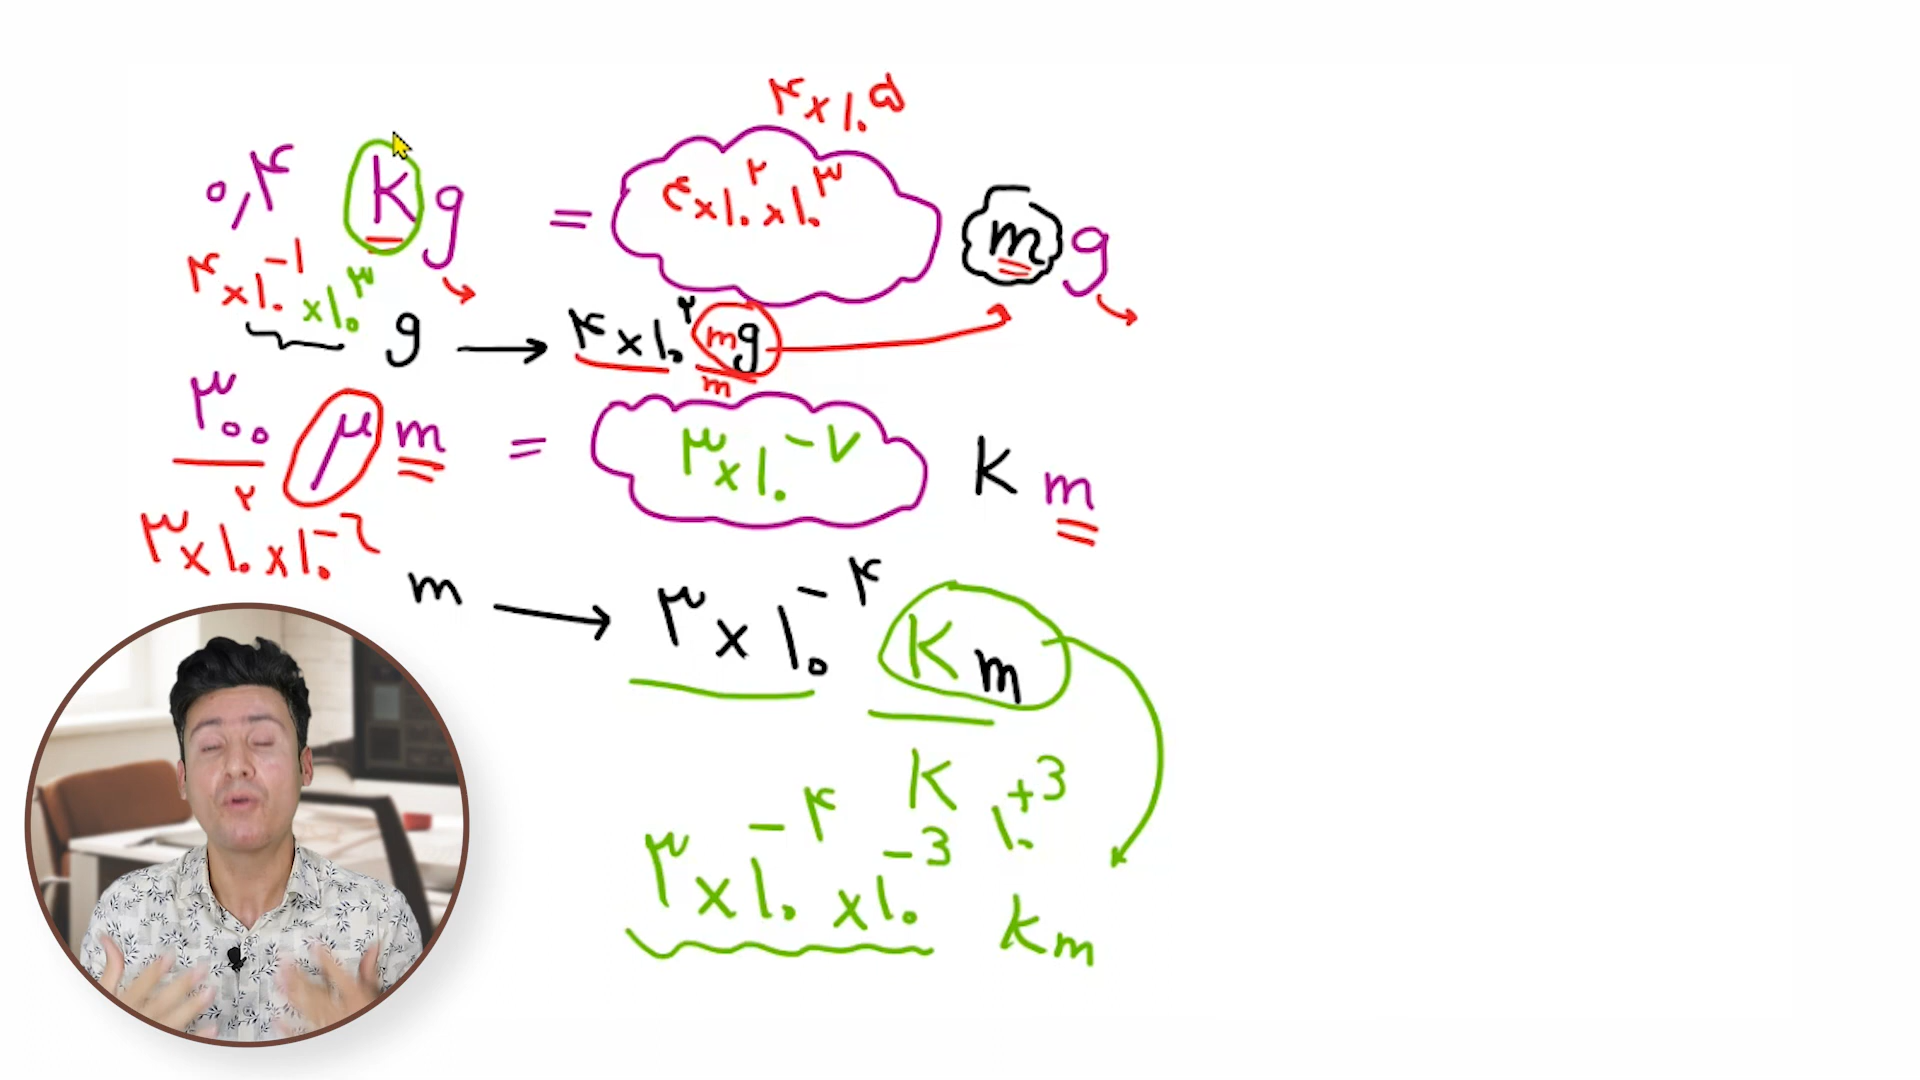 ۴×۱۰^۵
۰,۴ kg = ۴×۱۰^۲×۱۰^۳ mg
۴×۱۰^-۱ ×۱۰^۳ g → ۴×۱۰^۲ mg
m
۳۰۰ μm = ۳×۱۰^-۷ Km
۳×۱۰^۲×۱۰^-۶ m → ۳×۱۰^-۴ Km
K ۱۰^+3
۳×۱۰^-۴ ×۱۰^-3 Km